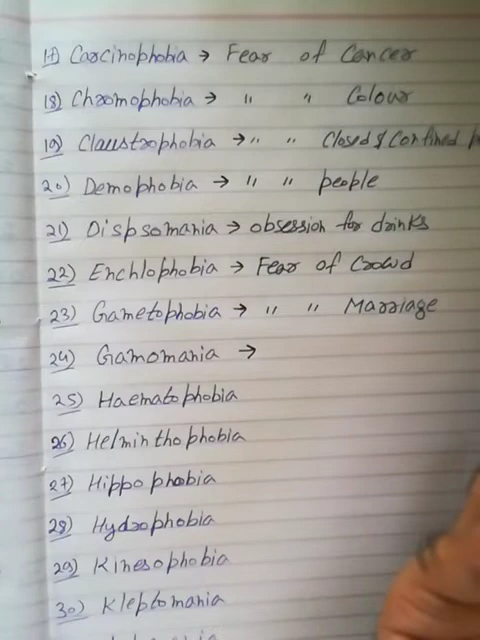 17) Carcinophobia → Fear of Cancer
18) Chromophobia → " " Colour
19) Claustrophobia → " " Closed & Confined
20) Demophobia → " " people
21) Dispsomania → obsession for drinks
22) Enchlophobia → Fear of Crowd
23) Gametophobia → " " Marriage
24) Gamomania →
25) Haematophobia
26) Helminthophobia
27) Hippophobia
28) Hydrophobia
29) Kinesophobia
30) Kleptomania